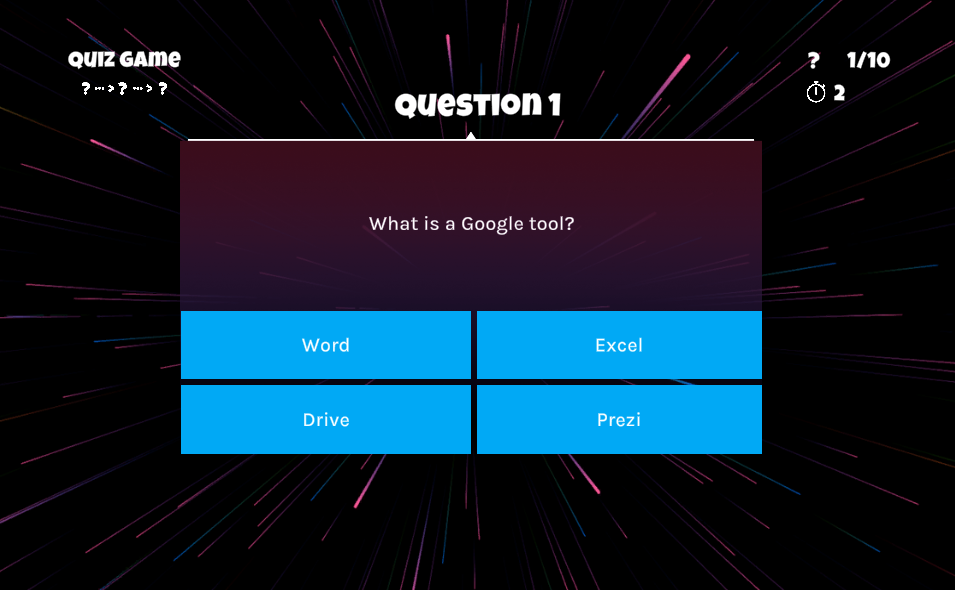 Quiz Game
? ···> ? ···> ?
? 1/10
2
Question 1
What is a Google tool?
Word
Excel
Drive
Prezi